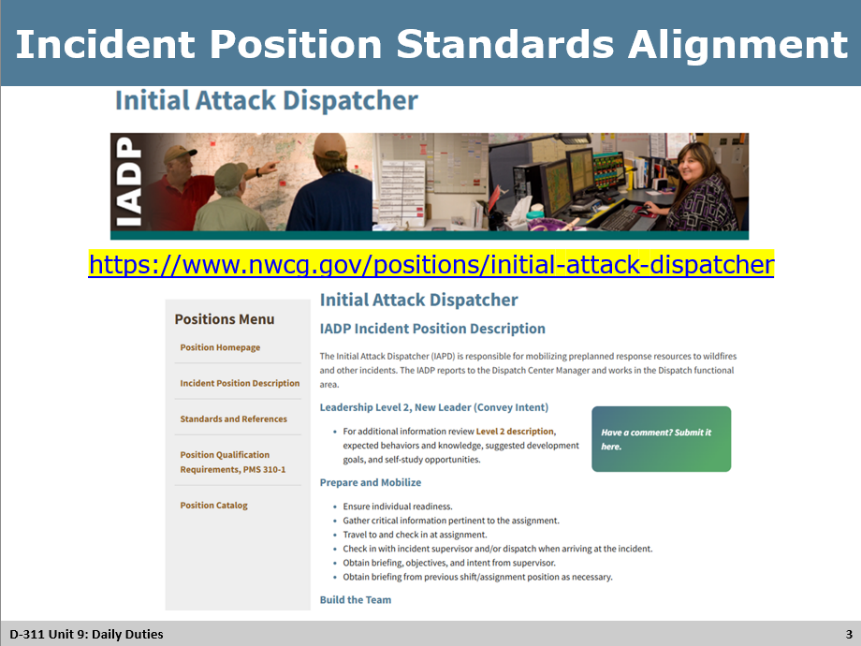 Incident Position Standards Alignment
Initial Attack Dispatcher
IADP
https://www.nwcg.gov/positions/initial-attack-dispatcher
Positions Menu
Position Homepage
Incident Position Description
Standards and References
Position Qualification
Requirements, PMS 310-1
Position Catalog
Initial Attack Dispatcher
IADP Incident Position Description
The Initial Attack Dispatcher (IAPD) is responsible for mobilizing preplanned response resources to wildfires
and other incidents. The IADP reports to the Dispatch Center Manager and works in the Dispatch functional
area.
Leadership Level 2, New Leader (Convey Intent)
• For additional information review Level 2 description,
expected behaviors and knowledge, suggested development
goals, and self-study opportunities.
Have a comment? Submit it
here.
Prepare and Mobilize
• Ensure individual readiness.
• Gather critical information pertinent to the assignment.
• Travel to and check in at assignment.
• Check in with incident supervisor and/or dispatch when arriving at the incident.
• Obtain briefing, objectives, and intent from supervisor.
• Obtain briefing from previous shift/assignment position as necessary.
Build the Team
D-311 Unit 9: Daily Duties
3